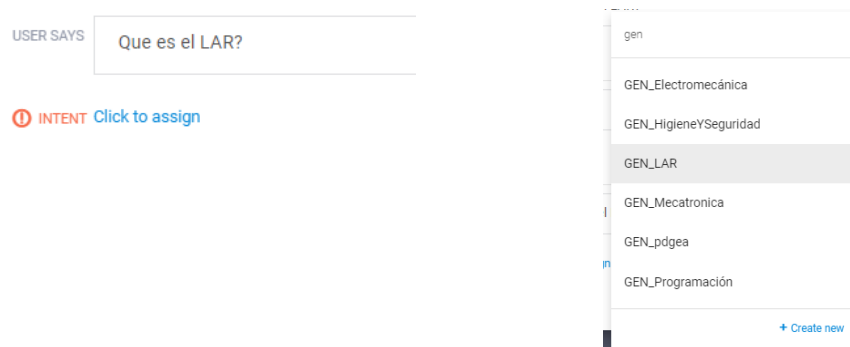 USER SAYS
Que es el LAR?
INTENT Click to assign
gen
GEN_Electromecánica
GEN_HigieneYSeguridad
GEN_LAR
GEN_Mecatronica
GEN_pdgea
GEN_Programación
+ Create new